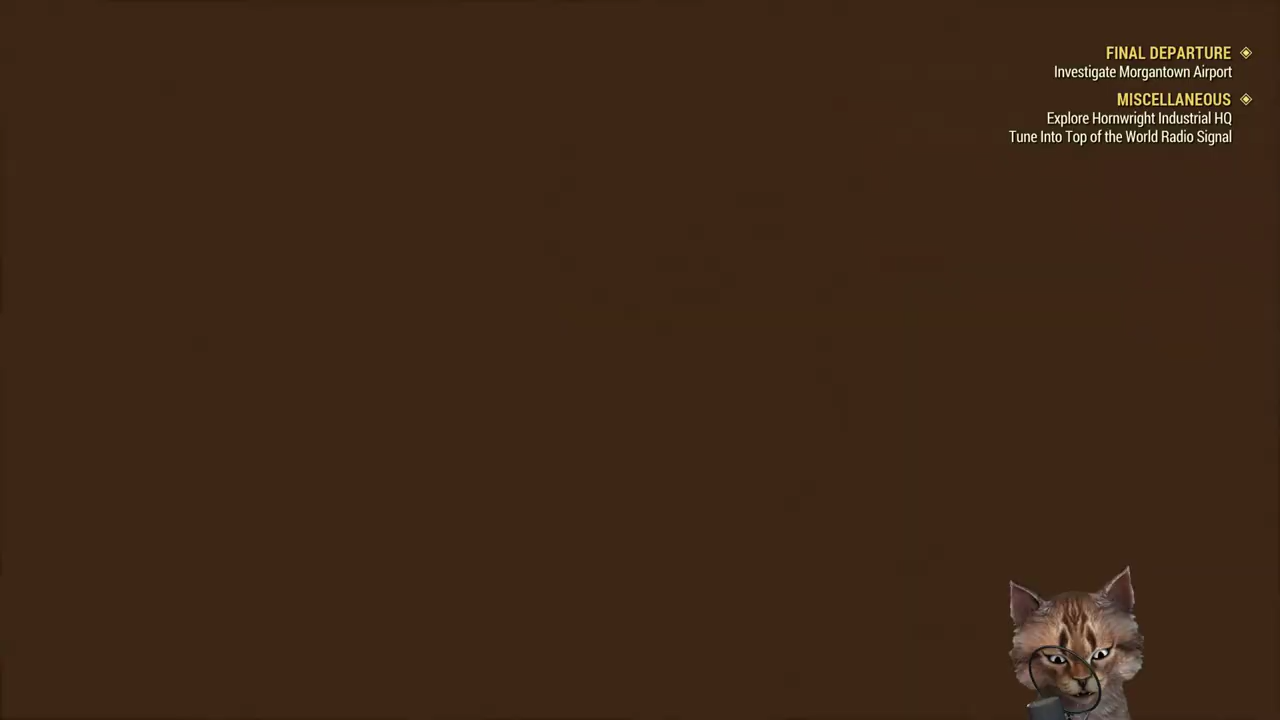 FINAL DEPARTURE
Investigate Morgantown Airport
MISCELLANEOUS
Explore Hornwright Industrial HQ
Tune Into Top of the World Radio Signal